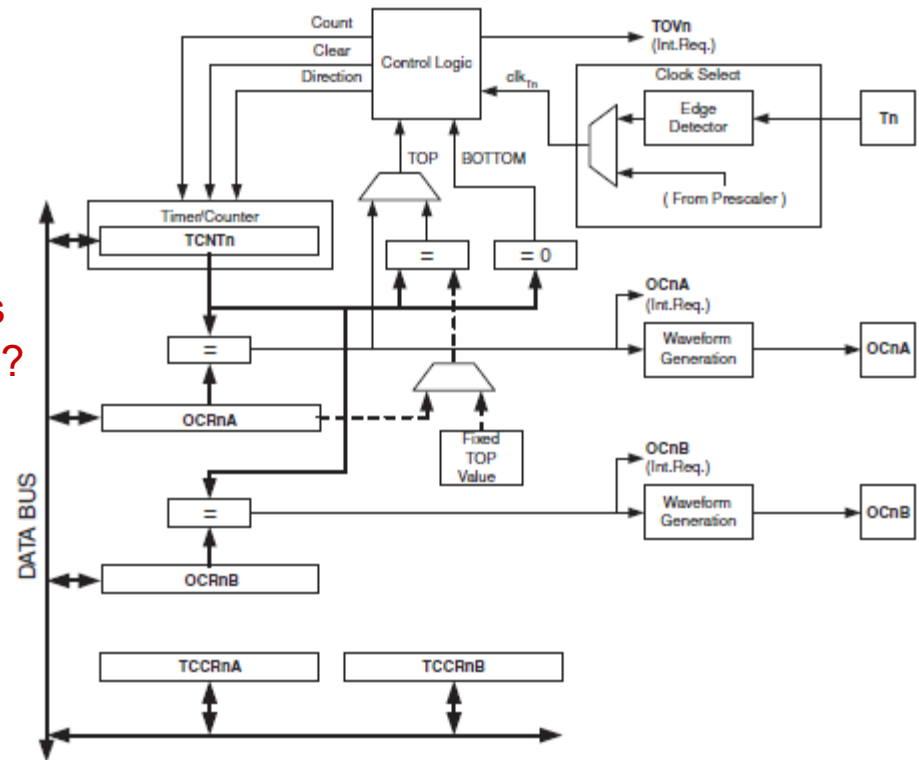 Count
Clear
Direction
Control Logic
TOVn
(Int.Req.)
clkTn
Clock Select
Edge
Detector
Tn
( From Prescaler )
TOP
BOTTOM
Timer/Counter
TCNTn
=
= 0
s
?
=
OCnA
(Int.Req.)
Waveform
Generation
OCnA
OCRnA
Fixed
TOP
Value
OCnB
(Int.Req.)
=
Waveform
Generation
OCnB
DATA BUS
OCRnB
TCCRnA
TCCRnB